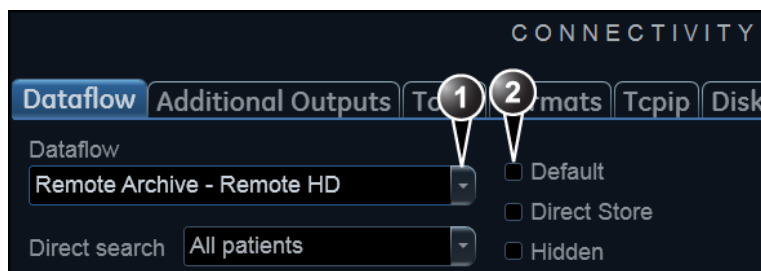 CONNECTIVITY
Dataflow Additional Outputs Tcpip Disk
1 2
Dataflow
Remote Archive - Remote HD
Default
Direct Store
Direct search All patients
Hidden